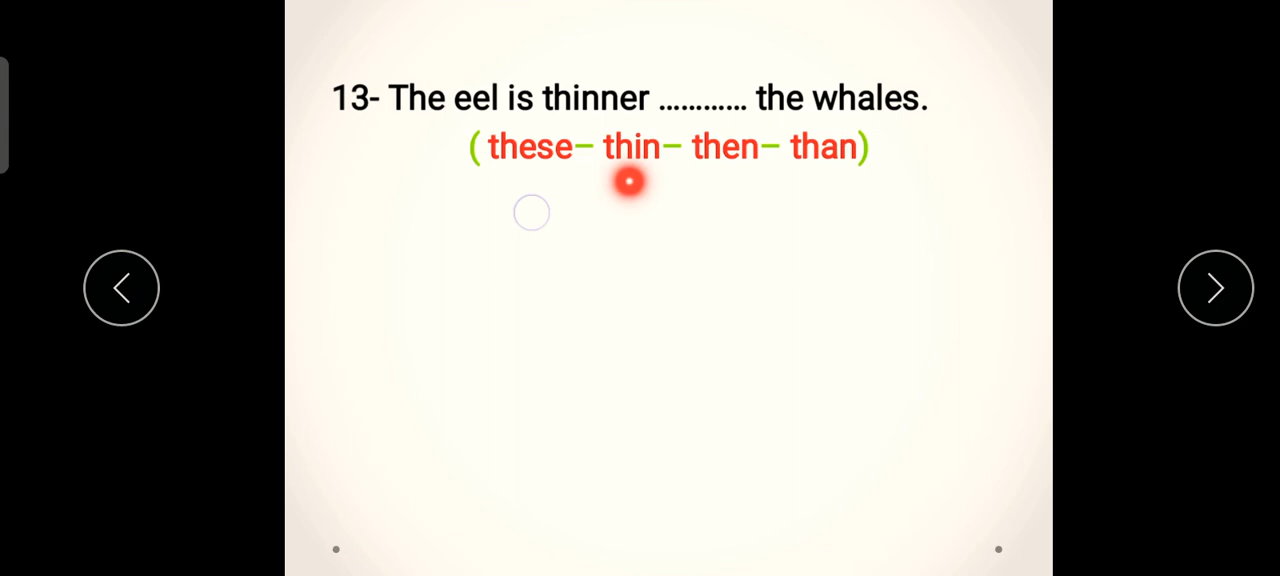 13- The eel is thinner ............ the whales.
( these– thin– then– than)